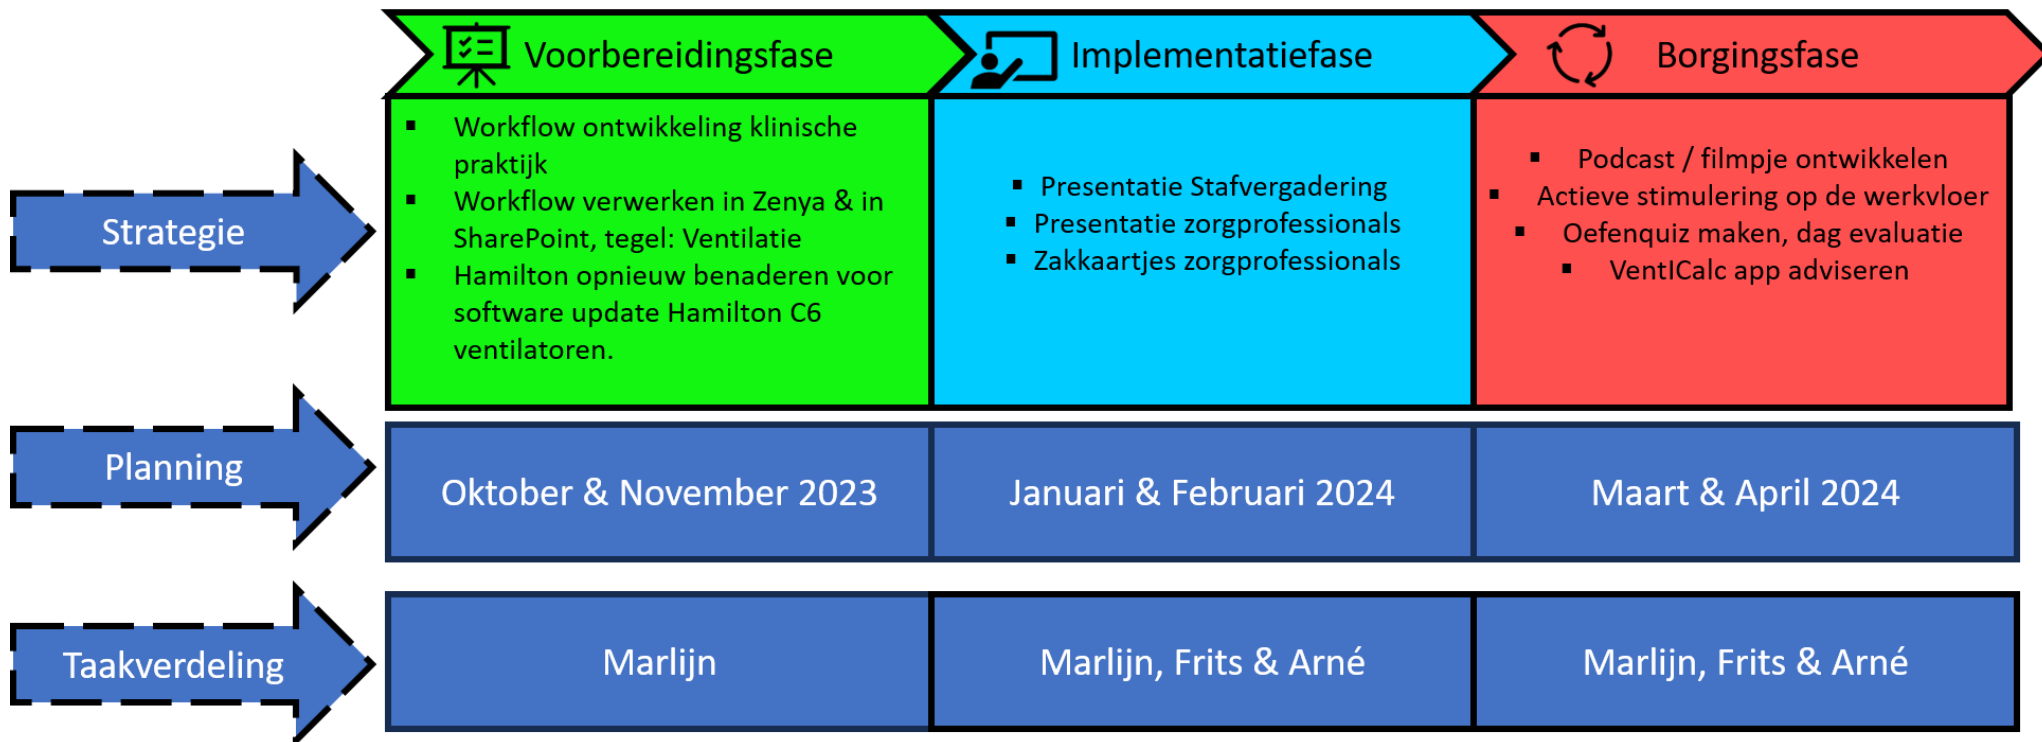 Voorbereidingsfase
Implementatiefase
Borgingsfase
Strategie
▪ Workflow ontwikkeling klinische
praktijk
▪ Workflow verwerken in Zenya & in
SharePoint, tegel: Ventilatie
▪ Hamilton opnieuw benaderen voor
software update Hamilton C6
ventilatoren.
▪ Presentatie Stafvergadering
▪ Presentatie zorgprofessionals
▪ Zakkaartjes zorgprofessionals
▪ Podcast / filmpje ontwikkelen
▪ Actieve stimulering op de werkvloer
▪ Oefenquiz maken, dag evaluatie
▪ VentICalc app adviseren
Planning
Oktober & November 2023
Januari & Februari 2024
Maart & April 2024
Taakverdeling
Marlijn
Marlijn, Frits & Arné
Marlijn, Frits & Arné